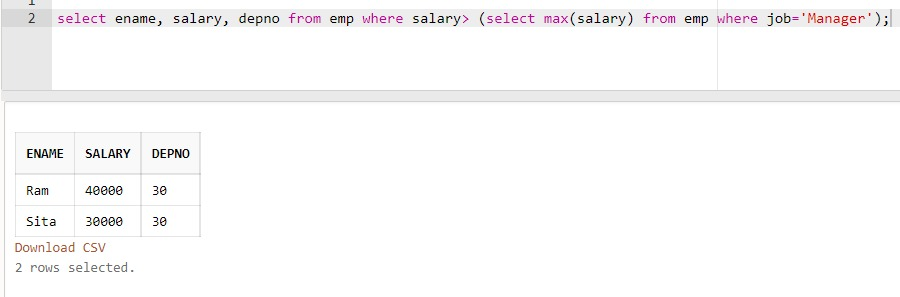 1
2 select ename, salary, depno from emp where salary> (select max(salary) from emp where job='Manager');
ENAME SALARY DEPNO
Ram 40000 30
Sita 30000 30
Download CSV
2 rows selected.